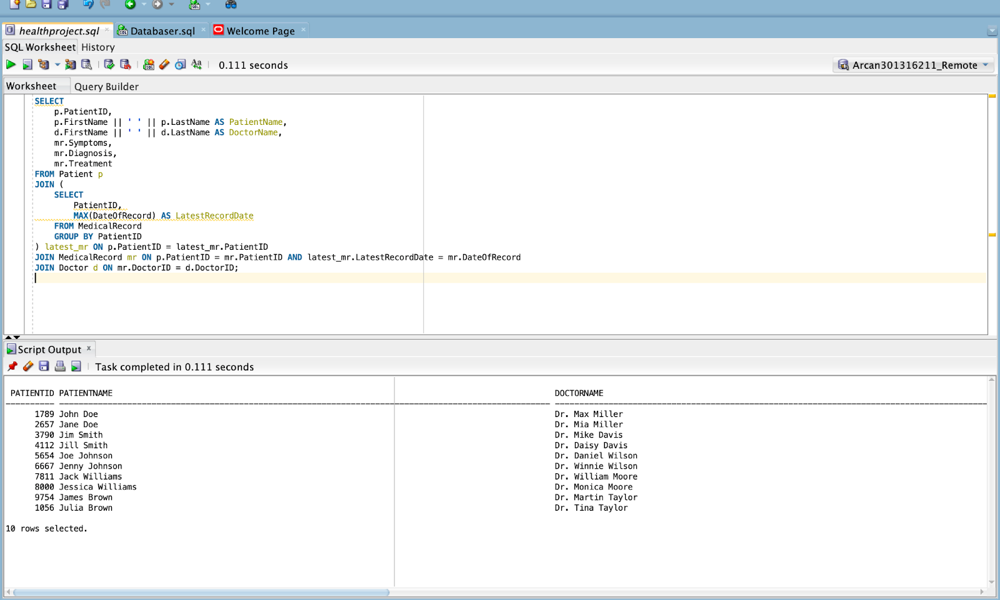 healthproject.sql Databaser.sql Welcome Page
SQL Worksheet History
0.111 seconds Arcan301316211_Remote
Worksheet Query Builder
SELECT
p.PatientID,
p.FirstName || ' ' || p.LastName AS PatientName,
d.FirstName || ' ' || d.LastName AS DoctorName,
mr.Symptoms,
mr.Diagnosis,
mr.Treatment
FROM Patient p
JOIN (
SELECT
PatientID,
MAX(DateOfRecord) AS LatestRecordDate
FROM MedicalRecord
GROUP BY PatientID
) latest_mr ON p.PatientID = latest_mr.PatientID
JOIN MedicalRecord mr ON p.PatientID = mr.PatientID AND latest_mr.LatestRecordDate = mr.DateOfRecord
JOIN Doctor d ON mr.DoctorID = d.DoctorID;
Script Output
Task completed in 0.111 seconds
PATIENTID PATIENTNAME DOCTORNAME
1789 John Doe Dr. Max Miller
2657 Jane Doe Dr. Mia Miller
3790 Jim Smith Dr. Mike Davis
4112 Jill Smith Dr. Daisy Davis
5654 Joe Johnson Dr. Daniel Wilson
6667 Jenny Johnson Dr. Winnie Wilson
7811 Jack Williams Dr. William Moore
8000 Jessica Williams Dr. Monica Moore
9754 James Brown Dr. Martin Taylor
1056 Julia Brown Dr. Tina Taylor
10 rows selected.